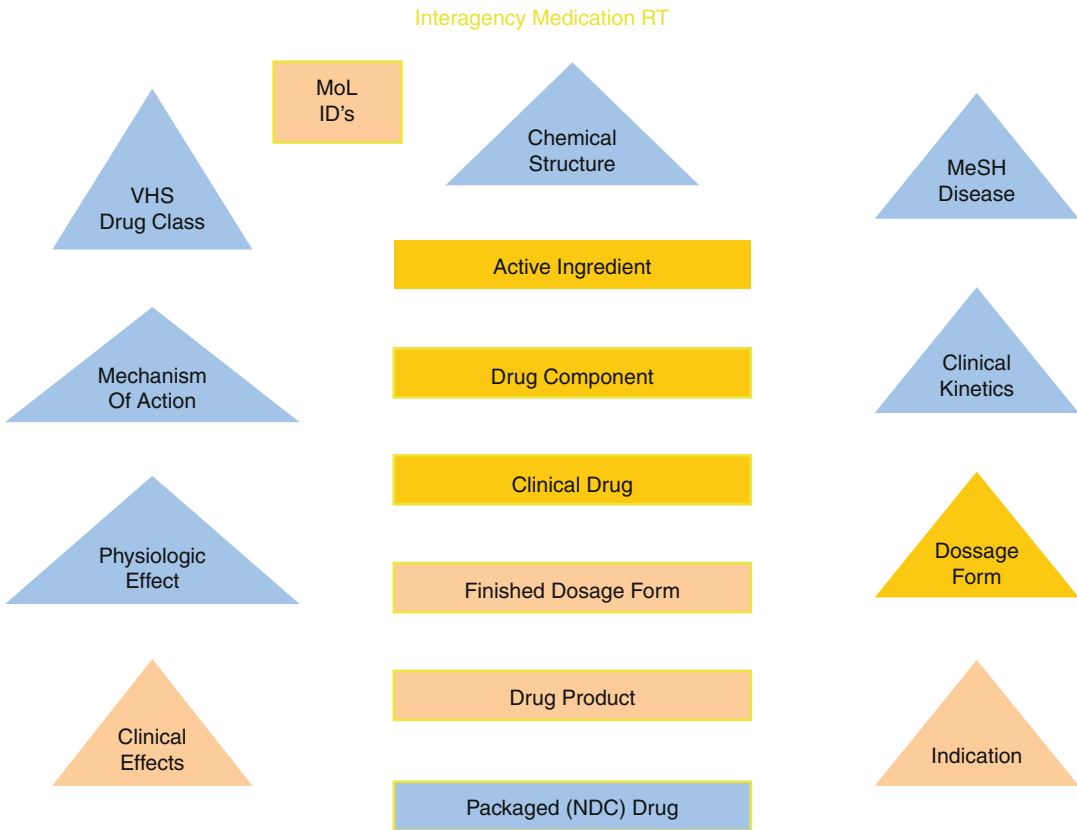 Interagency Medication RT
MoL
ID's
Chemical
Structure
VHS
Drug Class
MeSH
Disease
Active Ingredient
Mechanism
Of Action
Drug Component
Clinical
Kinetics
Clinical Drug
Physiologic
Effect
Finished Dosage Form
Dossage
Form
Drug Product
Clinical
Effects
Indication
Packaged (NDC) Drug